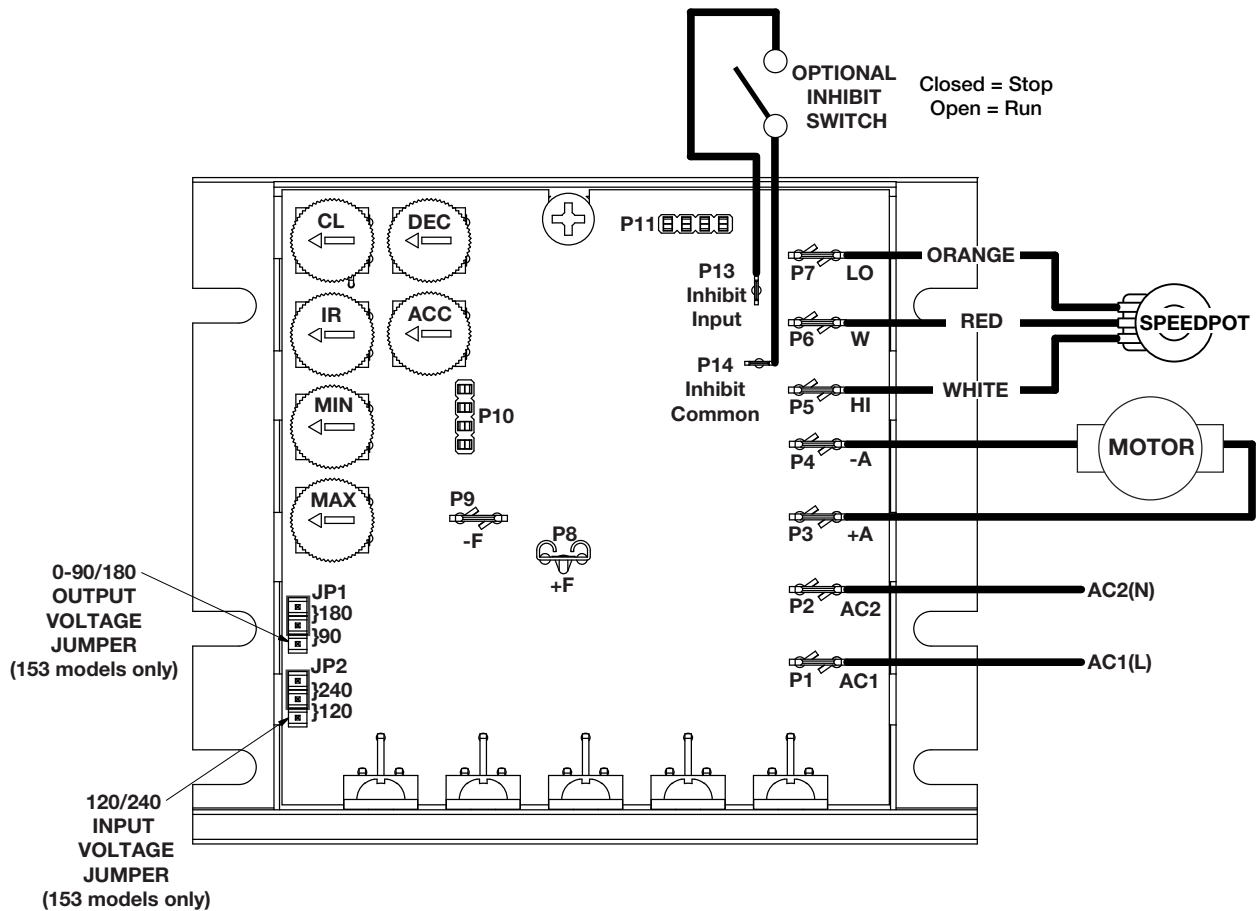 OPTIONAL
INHIBIT
SWITCH
Closed = Stop
Open = Run
CL
DEC
P11
P13
Inhibit
Input
P7
LO
ORANGE
IR
ACC
P6
W
RED
SPEEDPOT
P14
Inhibit
Common
P5
HI
WHITE
MIN
P10
P4
-A
MOTOR
MAX
P9
-F
P8
+F
P3
+A
0-90/180
OUTPUT
VOLTAGE
JUMPER
(153 models only)
JP1
}180
}90
P2
AC2
AC2(N)
JP2
}240
}120
P1
AC1
AC1(L)
120/240
INPUT
VOLTAGE
JUMPER
(153 models only)